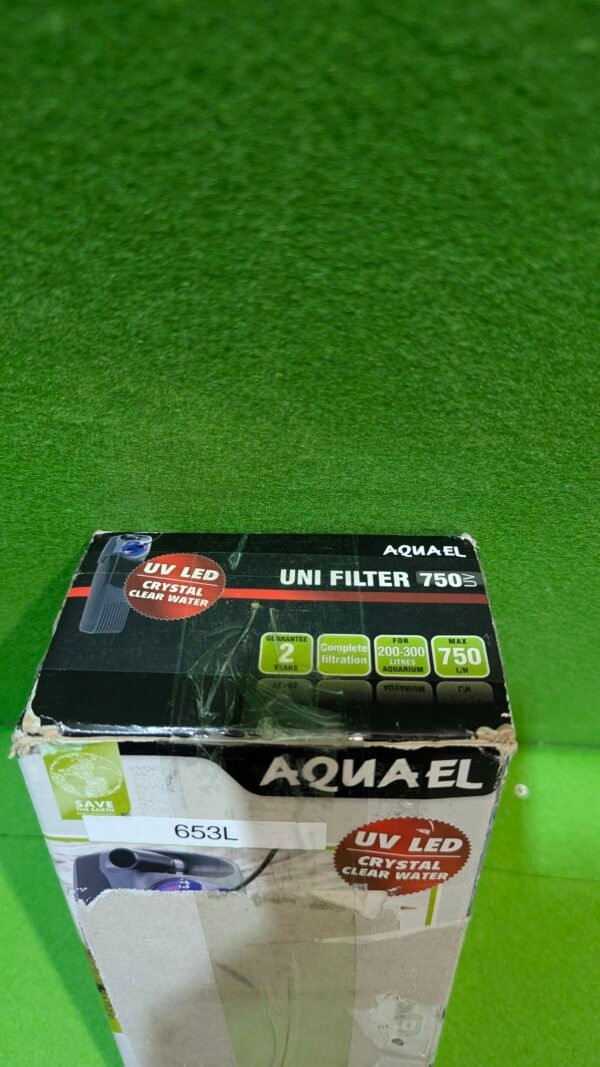 AQUAEL
UV LED
CRYSTAL
CLEAR WATER
UNI FILTER 750 UV
GUARANTEE
2
YEARS
Complete
filtration
FOR
200-300
LITRES
AQUARIUM
MAX
750
L/H
AQUAEL
SAVE
THE EARTH
653L
UV LED
CRYSTAL
CLEAR WATER